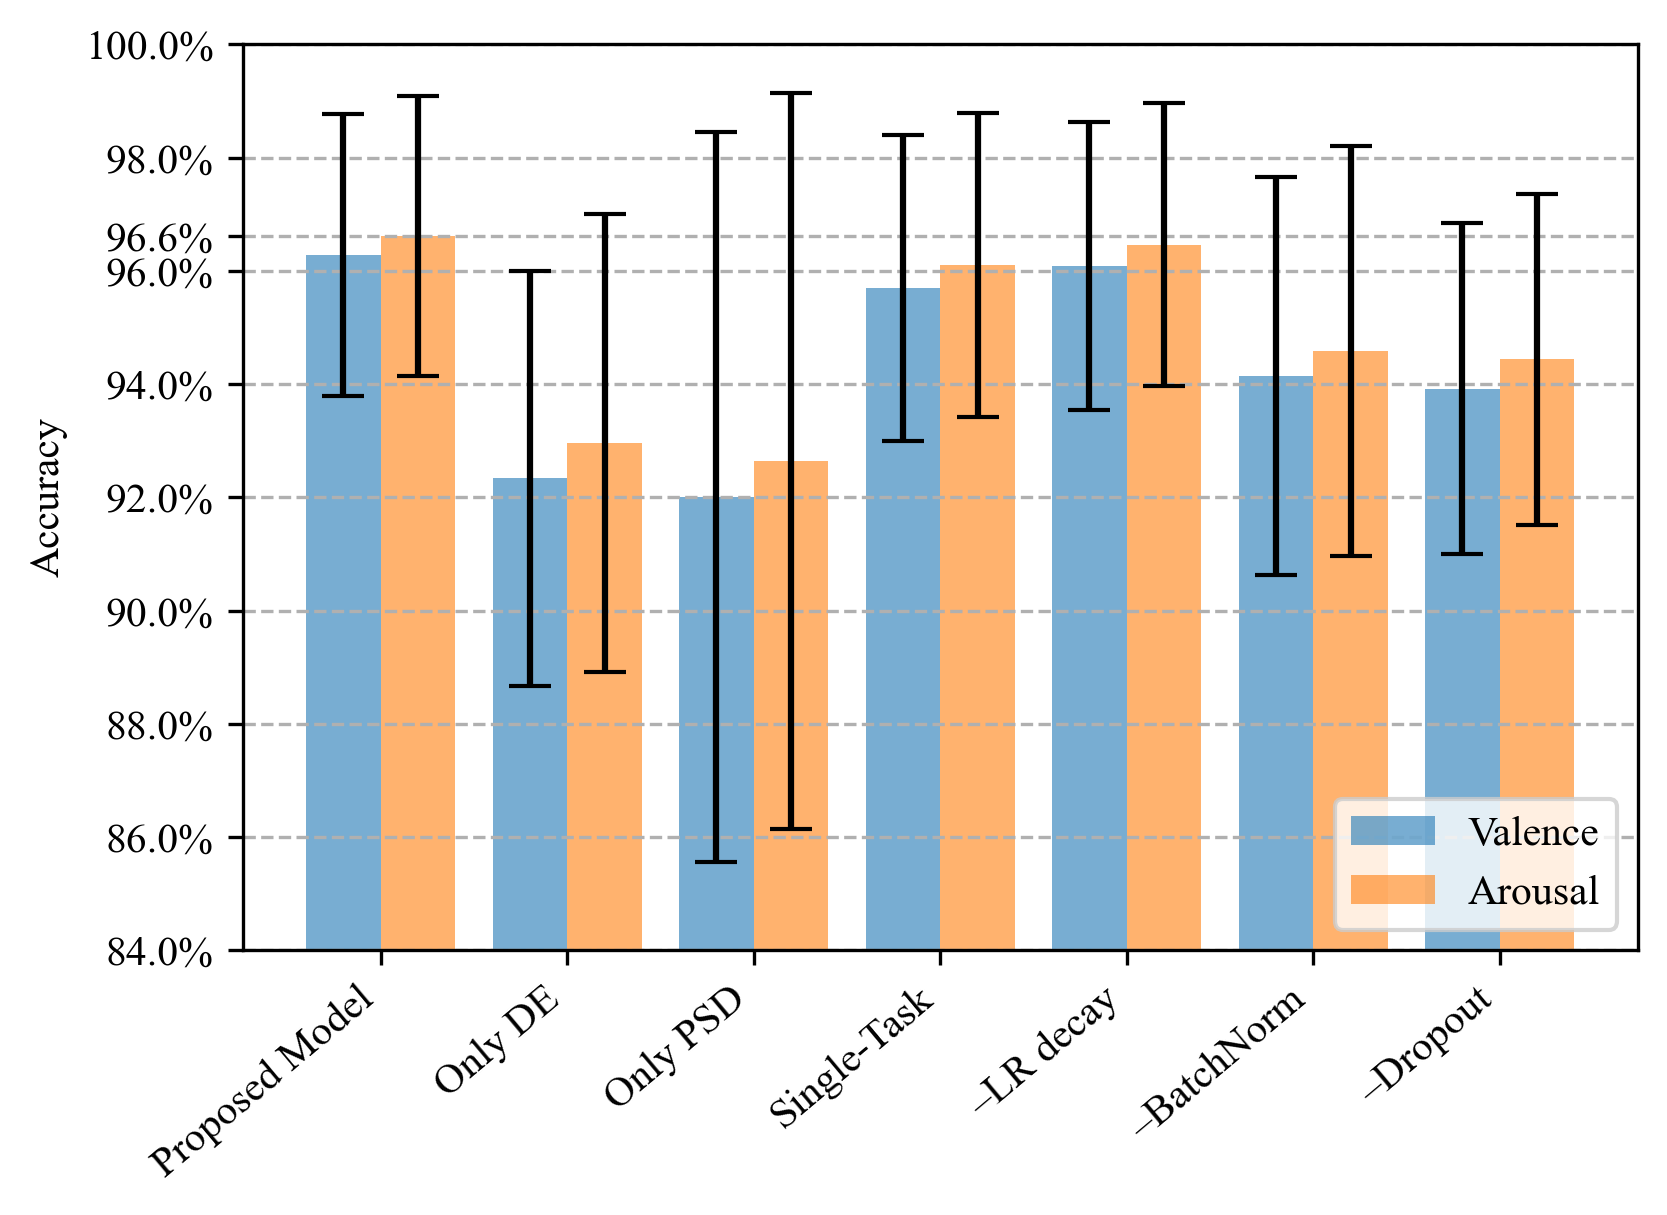 100.0%
98.0%
96.6%
96.0%
94.0%
92.0%
90.0%
88.0%
86.0%
84.0%
Accuracy
Valence
Arousal
Proposed Model
Only DE
Only PSD
Single-Task
–LR decay
–BatchNorm
–Dropout